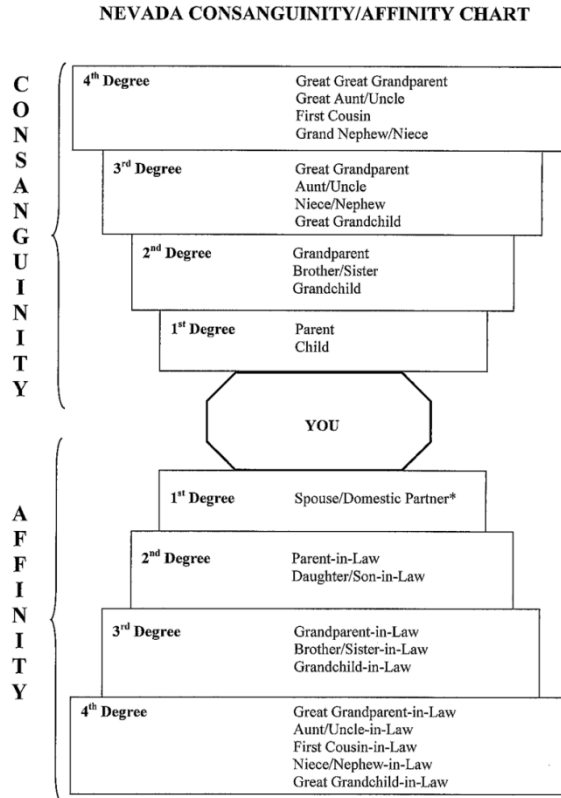 NEVADA CONSANGUINITY/AFFINITY CHART
CONSANGUINITY
4th Degree Great Great Grandparent
Great Aunt/Uncle
First Cousin
Grand Nephew/Niece
3rd Degree Great Grandparent
Aunt/Uncle
Niece/Nephew
Great Grandchild
2nd Degree Grandparent
Brother/Sister
Grandchild
1st Degree Parent
Child
YOU
AFFINITY
1st Degree Spouse/Domestic Partner*
2nd Degree Parent-in-Law
Daughter/Son-in-Law
3rd Degree Grandparent-in-Law
Brother/Sister-in-Law
Grandchild-in-Law
4th Degree Great Grandparent-in-Law
Aunt/Uncle-in-Law
First Cousin-in-Law
Niece/Nephew-in-Law
Great Grandchild-in-Law